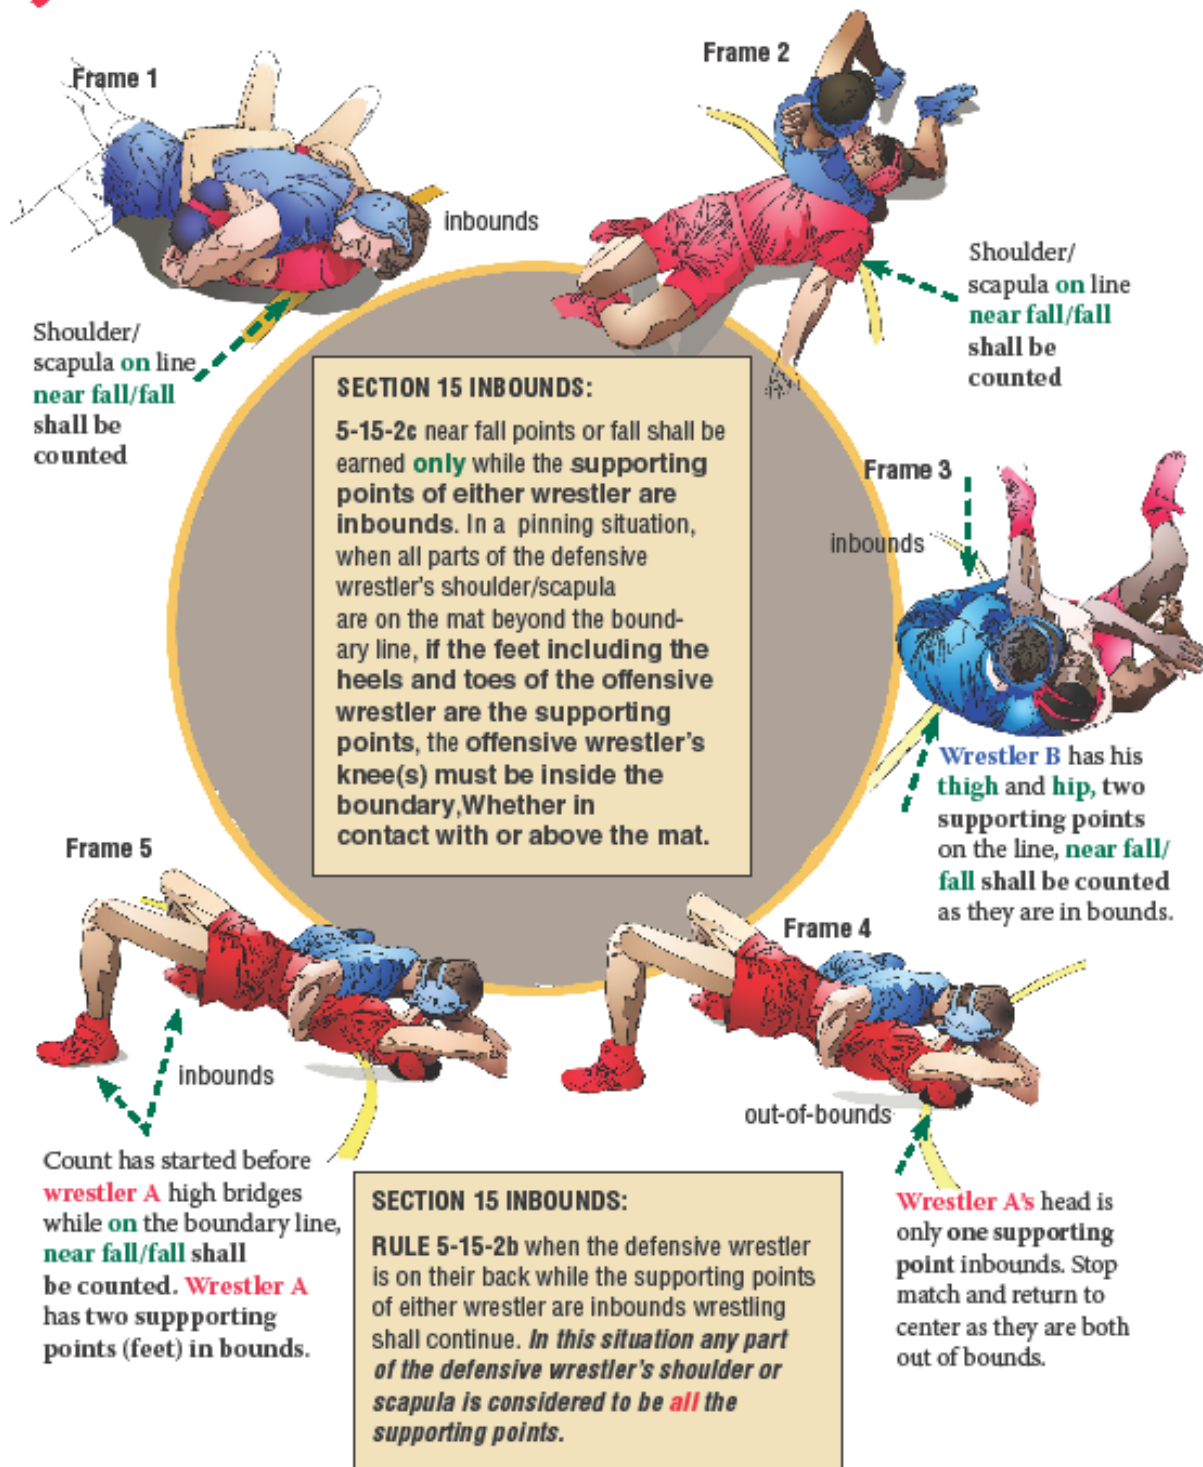 Frame 1
inbounds
Shoulder/
scapula on line
near fall/fall
shall be
counted
Frame 2
Shoulder/
scapula on line
near fall/fall
shall be
counted
SECTION 15 INBOUNDS:
5-15-2c near fall points or fall shall be
earned only while the supporting
points of either wrestler are
inbounds. In a pinning situation,
when all parts of the defensive
wrestler's shoulder/scapula
are on the mat beyond the bound-
ary line, if the feet including the
heels and toes of the offensive
wrestler are the supporting
points, the offensive wrestler's
knee(s) must be inside the
boundary,Whether in
contact with or above the mat.
Frame 3
inbounds
Wrestler B has his
thigh and hip, two
supporting points
on the line, near fall/
fall shall be counted
as they are in bounds.
Frame 5
inbounds
Count has started before
wrestler A high bridges
while on the boundary line,
near fall/fall shall
be counted. Wrestler A
has two suppporting
points (feet) in bounds.
Frame 4
out-of-bounds
Wrestler A's head is
only one supporting
point inbounds. Stop
match and return to
center as they are both
out of bounds.
SECTION 15 INBOUNDS:
RULE 5-15-2b when the defensive wrestler
is on their back while the supporting points
of either wrestler are inbounds wrestling
shall continue. In this situation any part
of the defensive wrestler's shoulder or
scapula is considered to be all the
supporting points.